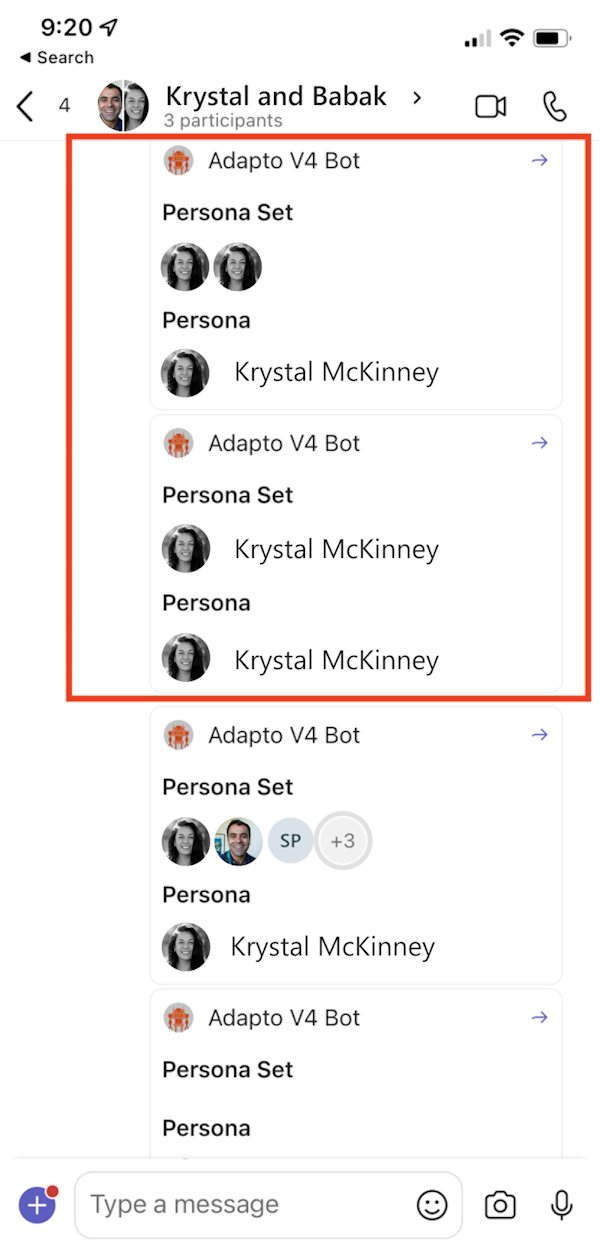 9:20
Search
4
Krystal and Babak
3 participants
Adapto V4 Bot
Persona Set
Persona
Krystal McKinney
Adapto V4 Bot
Persona Set
Krystal McKinney
Persona
Krystal McKinney
Adapto V4 Bot
Persona Set
SP +3
Persona
Krystal McKinney
Adapto V4 Bot
Persona Set
Persona
Type a message